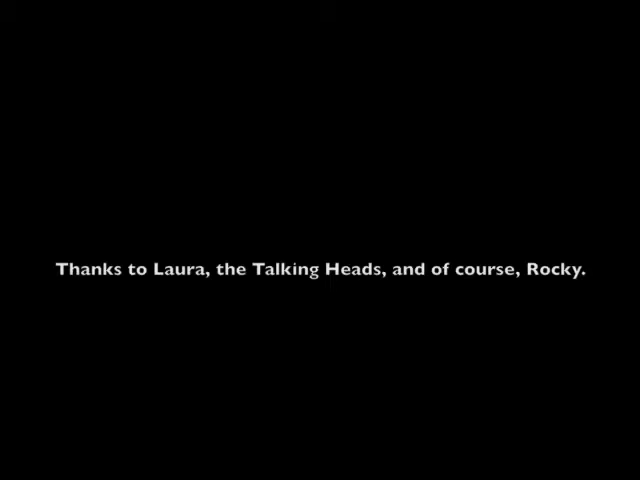 Thanks to Laura, the Talking Heads, and of course, Rocky.